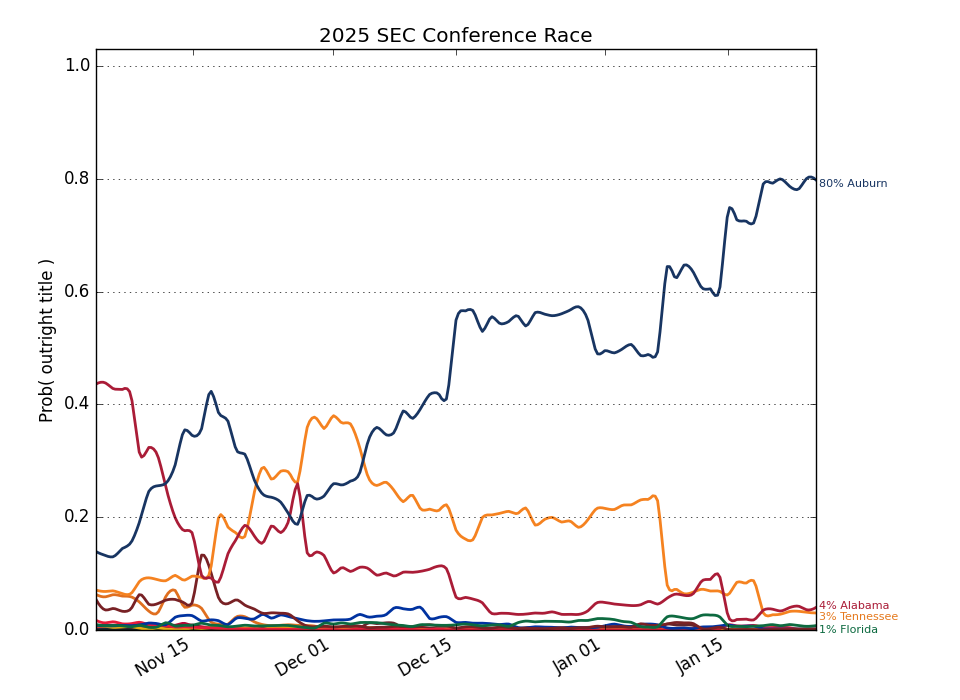 2025 SEC Conference Race
Prob( outright title )
1.0
0.8
0.6
0.4
0.2
0.0
80% Auburn
4% Alabama
3% Tennessee
1% Florida
Nov 15
Dec 01
Dec 15
Jan 01
Jan 15